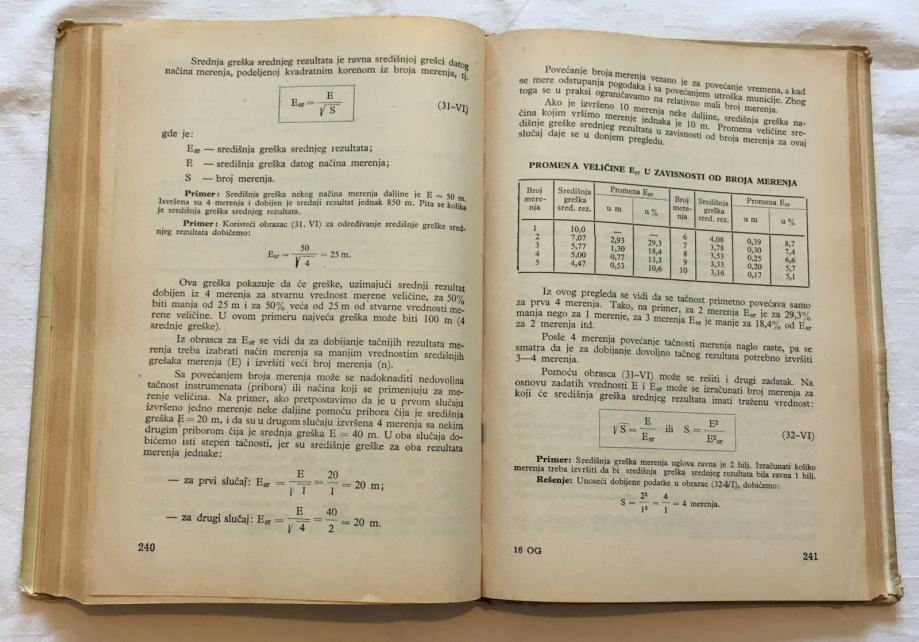 Srednja greška srednjeg rezultata je ravna središnjoj grešci datog
načina merenja, podeljenoj kvadratnim korenom iz broja merenja, tj.
Esr = E / √S (31–VI)
gde je:
Esr — središnja greška srednjeg rezultata;
E — središnja greška datog načina merenja;
S — broj merenja.
Primer: Središnja greška nekog načina merenja daljine je E = 50 m.
Izvršena su 4 merenja i dobijen je srednji rezultat jednak 850 m. Pita se kolika
je središnja greška srednjeg rezultata.
Primer: Koristeći obrazac (31. VI) za određivanje središnje greške sred-
njeg rezultata dobićemo:
Esr = 50 / √4 = 25 m.
Ova greška pokazuje da će greške, uzimajući srednji rezultat
dobijen iz 4 merenja za stvarnu vrednost merene veličine, za 50%
biti manja od 25 m i za 50% veća od 25 m od stvarne vrednosti me-
rene veličine. U ovom primeru najveća greška može biti 100 m (4
srednje greške).
Iz obrasca za Esr se vidi da za dobijanje tačnijih rezultata me-
renja treba izabrati način merenja sa manjim vrednostim središnih
grešaka merenja (E) i izvršiti veći broj merenja (n).
Sa povećanjem broja merenja može se nadoknaditi nedovoljna
tačnost instrumenata (pribora) ili načina koji se primenjuju za me-
renje veličina. Na primer, ako pretpostavimo da je u prvom slučaju
izvršeno jedno merenje neke daljine pomoću pribora čija je središnja
greška E = 20 m, i da su u drugom slučaju izvršena 4 merenja sa nekim
drugim priborom čija je srednja greška E = 40 m. U oba slučaja do-
bićemo isti stepen tačnosti, jer su središnje greške za oba rezultata
merenja jednake:
— za prvi slučaj: Esr = E / √1 = 20 / 1 = 20 m;
— za drugi slučaj: Esr = E / √4 = 40 / 2 = 20 m.
240
Povećanje broja merenja vezano je za povećanje vremena, a kad
se mere odstupanja pogodaka i sa povećanjem utroška municije. Zbog
toga se u praksi ograničavamo na relativno mali broj merenja.
Ako je izvršeno 10 merenja neke daljine, središnja greška na-
čina kojim vršimo merenje jednaka je 10 m. Promena veličine sre-
dišnje greške srednjeg rezultata u zavisnosti od broja merenja za ovaj
slučaj daje se u donjem pregledu.
PROMENA VELIČINE Esr U ZAVISNOSTI OD BROJA MERENJA
Broj mere- nja Središnja greška sred. rez. Promena Esr u m u % Broj mere- nja Središnja greška sred. rez. Promena Esr u m u %
1 10,0 — — 6 4,08 0,39 8,7
2 7,07 2,93 29,3 7 3,78 0,30 7,4
3 5,77 1,30 18,4 8 3,53 0,25 6,6
4 5,00 0,77 13,3 9 3,33 0,20 5,7
5 4,47 0,53 10,6 10 3,16 0,17 5,1
Iz ovog pregleda se vidi da se tačnost primetno povećava samo
za prva 4 merenja. Tako, na primer, za 2 merenja Esr je za 29,3%
manja nego za 1 merenje, za 3 merenja Esr je manje za 18,4% od Esr
za 2 merenja itd.
Posle 4 merenja povećanje tačnosti merenja naglo raste, pa se
smatra da je za dobijanje dovoljno tačnog rezultata potrebno izvršiti
3—4 merenja.
Pomoću obrasca (31–VI) može se rešiti i drugi zadatak. Na
osnovu zadatih vrednosti E i Esr može se izračunati broj merenja za
koji će središnja greška srednjeg rezultata imati traženu vrednost:
√S = E / Esr ili S = E² / E²sr (32–VI)
Primer: Središnja greška merenja uglova ravna je 2 hilj. Izračunati koliko
merenja treba izvršiti da bi središnja greška srednjeg rezultata bila ravna 1 hilj.
Rešenje: Unoseći dobijene podatke u obrazac (32-4/I), dobićemo:
S = 2² / 1² = 4 / 1 = 4 merenja.
16 OG
241